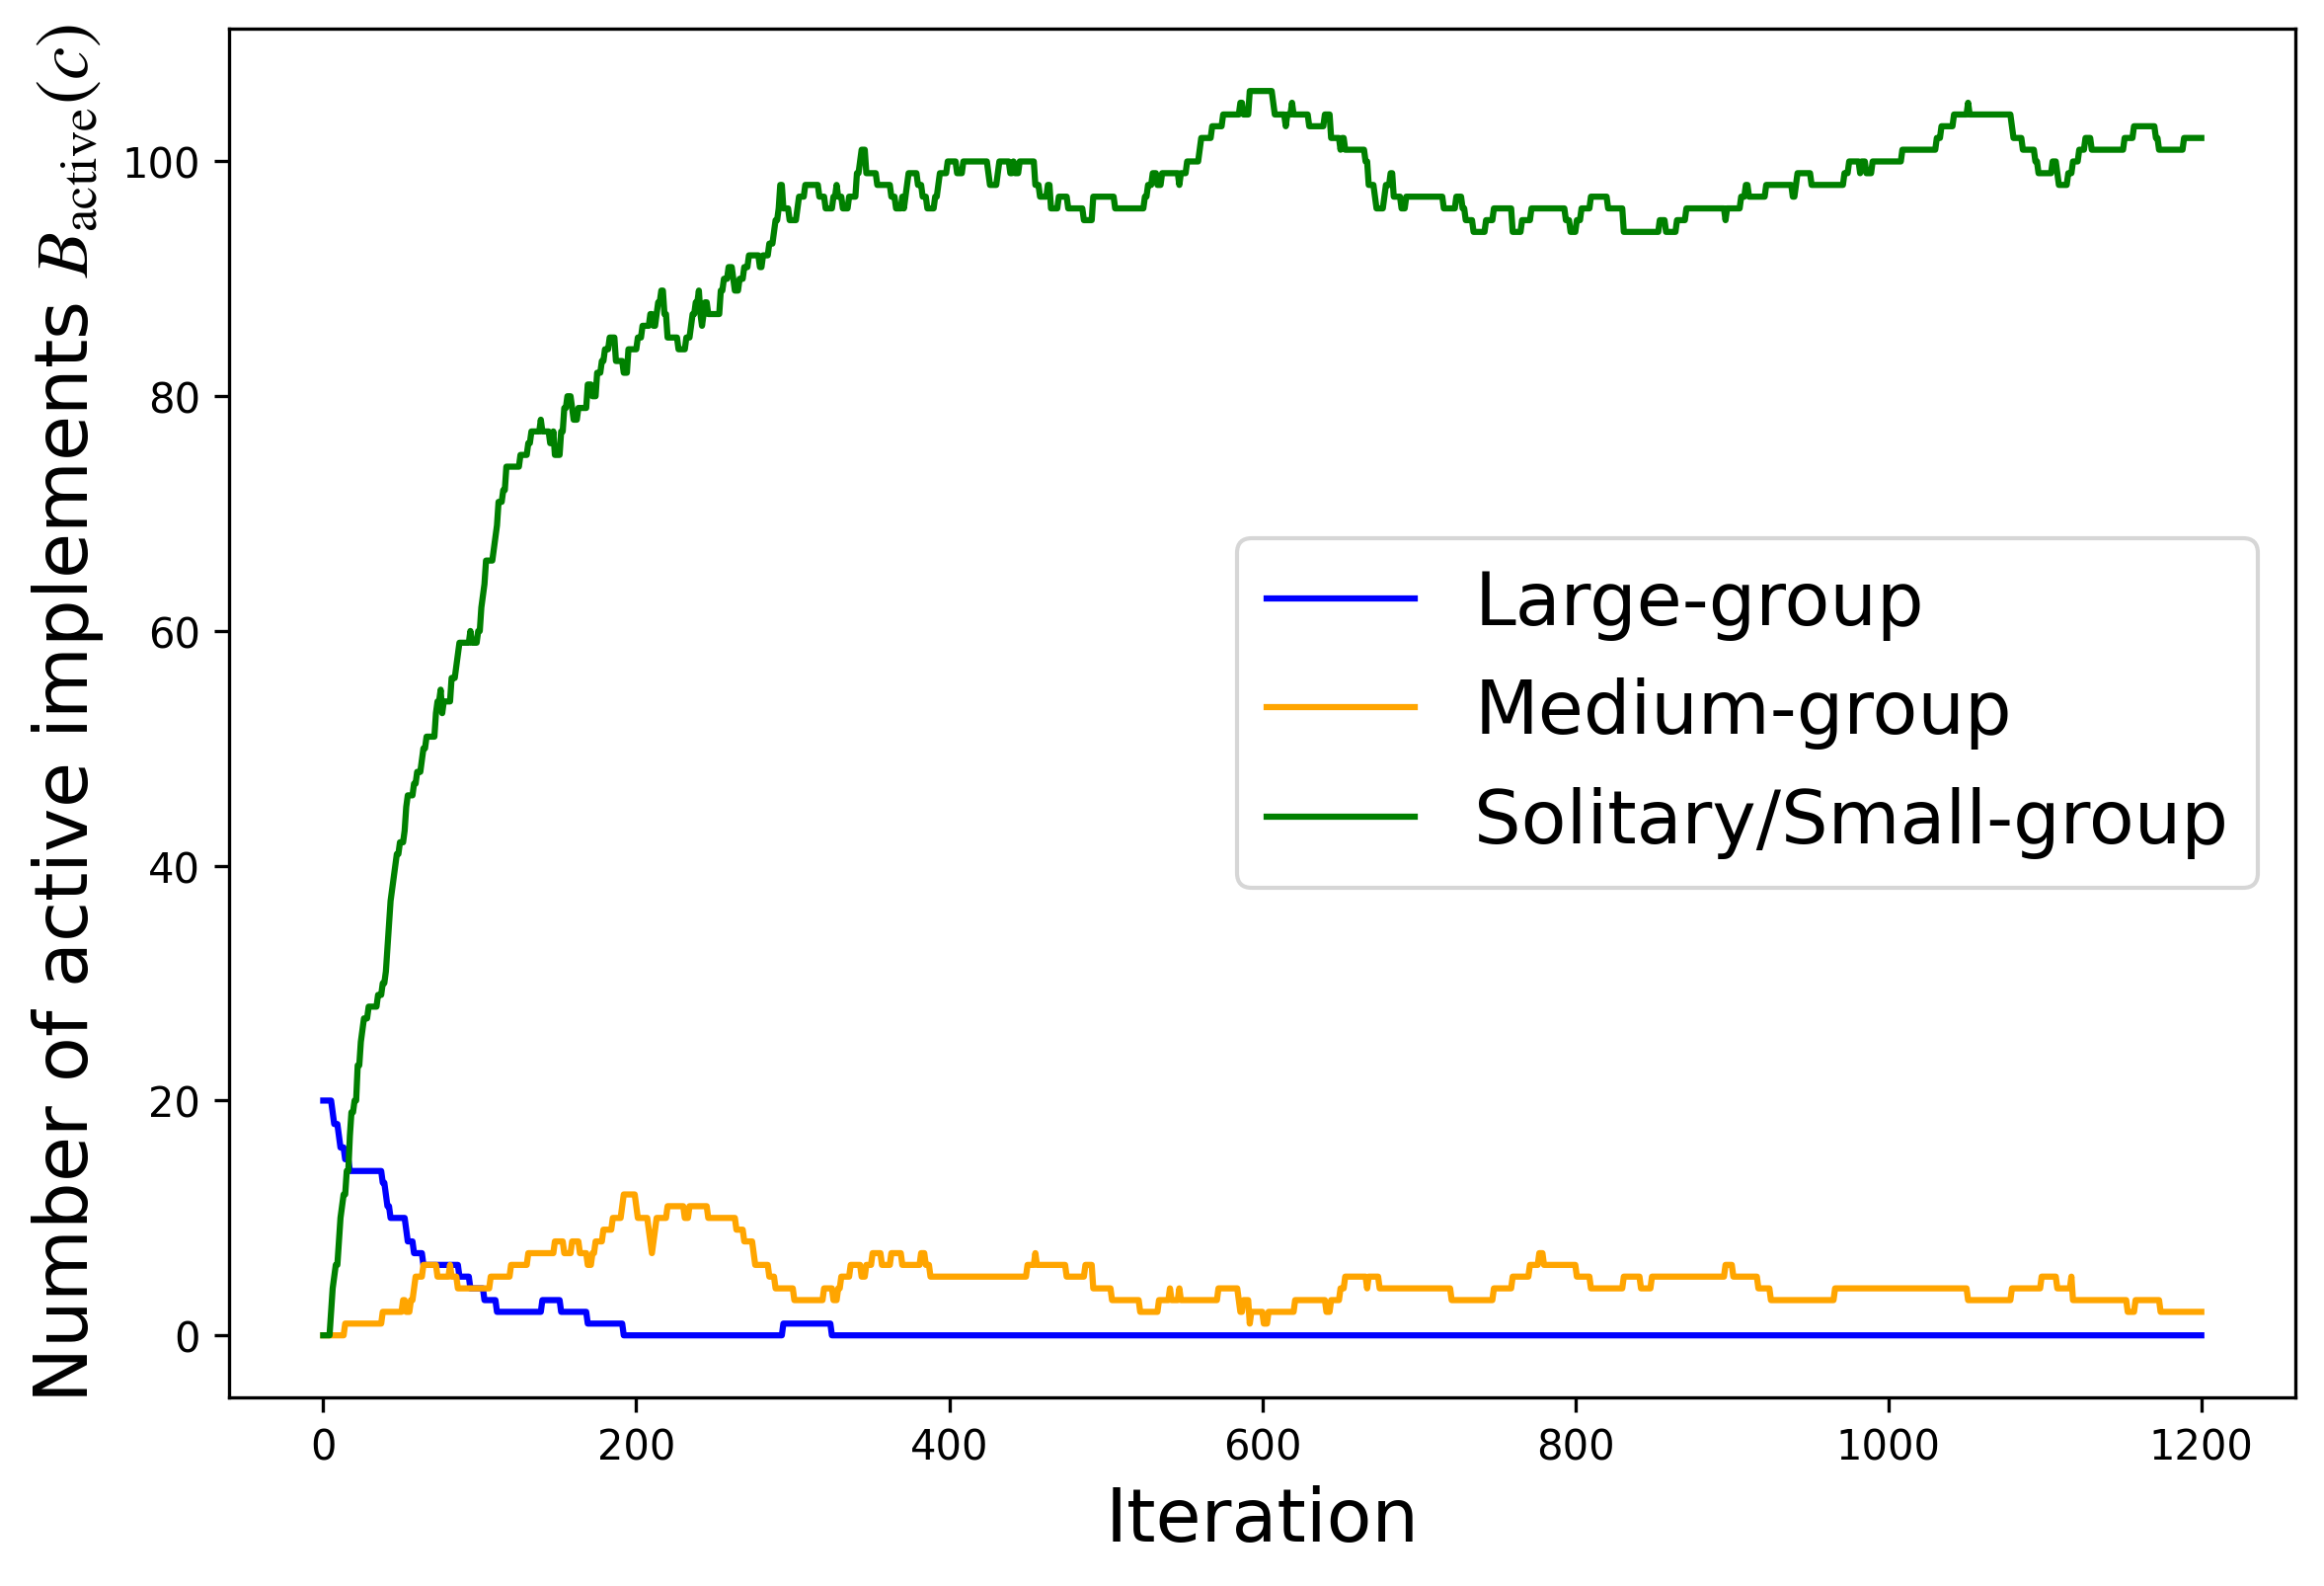 Number of active implements B_active(c)
100
80
60
40
20
0
Large-group
Medium-group
Solitary/Small-group
0 200 400 600 800 1000 1200
Iteration